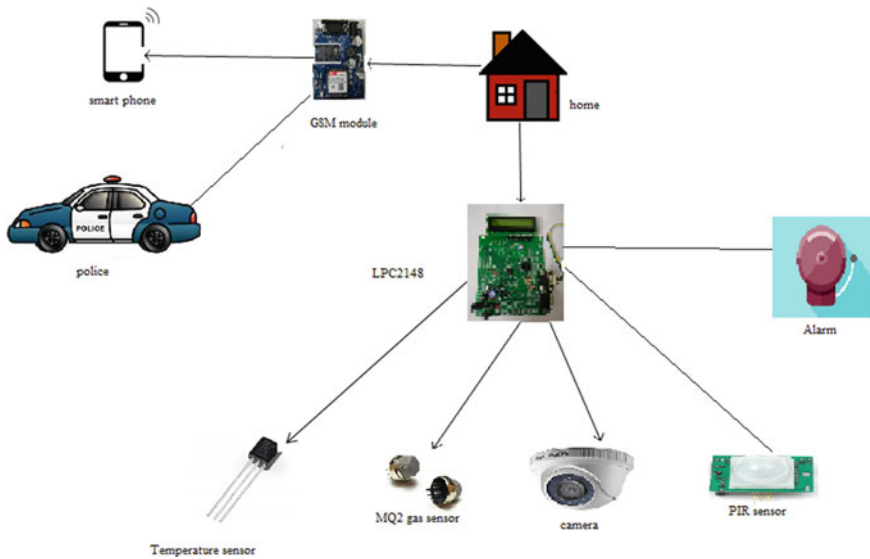 smart phone
GSM module
home
POLICE
police
LPC2148
Alarm
Temperature sensor
MQ2 gas sensor
camera
PIR sensor